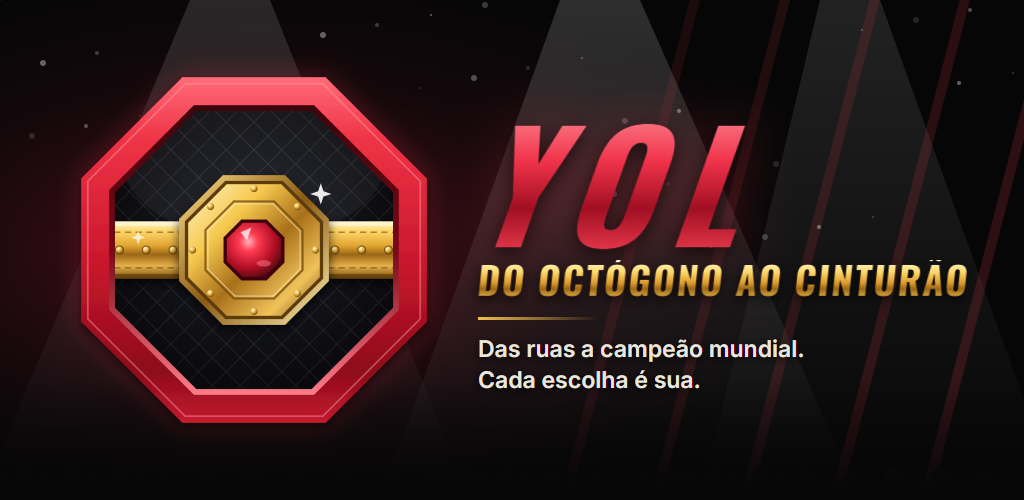 YOL
DO OCTÓGONO AO CINTURÃO
Das ruas a campeão mundial.
Cada escolha é sua.